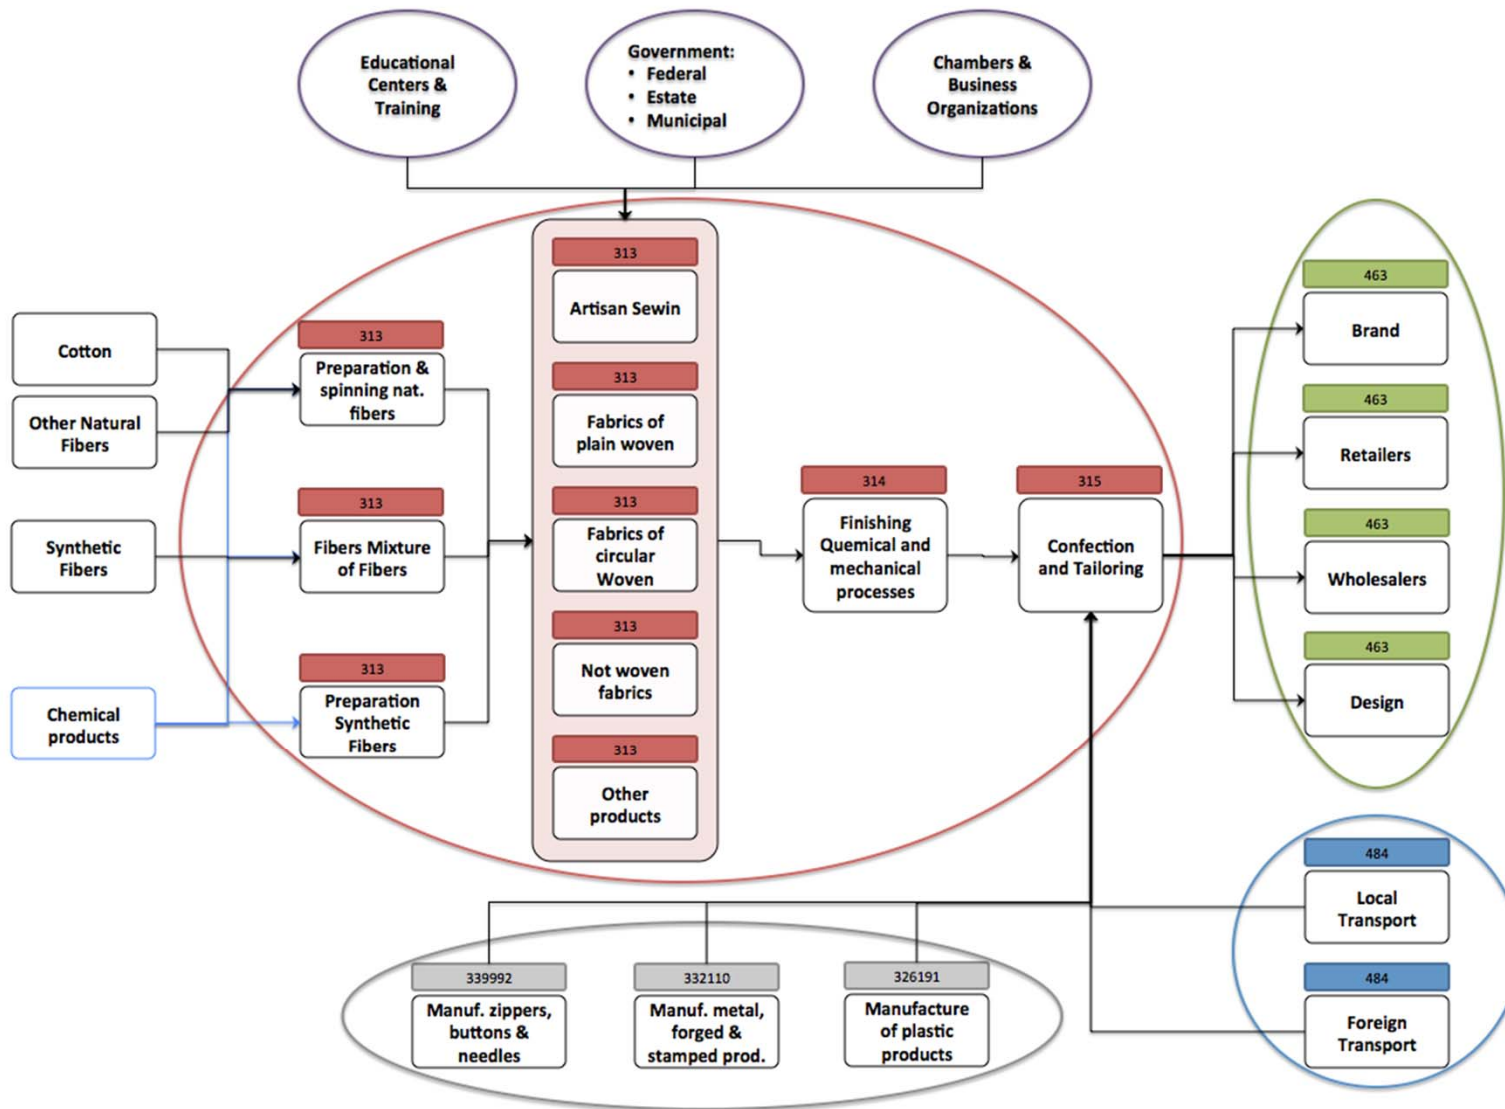 Educational
Centers &
Training
Government:
• Federal
• Estate
• Municipal
Chambers &
Business
Organizations
Cotton
Other Natural
Fibers
Synthetic
Fibers
Chemical
products
313
Preparation &
spinning nat.
fibers
313
Fibers Mixture
of Fibers
313
Preparation
Synthetic
Fibers
313
Artisan Sewin
313
Fabrics of
plain woven
313
Fabrics of
circular
Woven
313
Not woven
fabrics
313
Other
products
314
Finishing
Quemical and
mechanical
processes
315
Confection
and Tailoring
463
Brand
463
Retailers
463
Wholesalers
463
Design
484
Local
Transport
484
Foreign
Transport
339992
Manuf. zippers,
buttons &
needles
332110
Manuf. metal,
forged &
stamped prod.
326191
Manufacture
of plastic
products